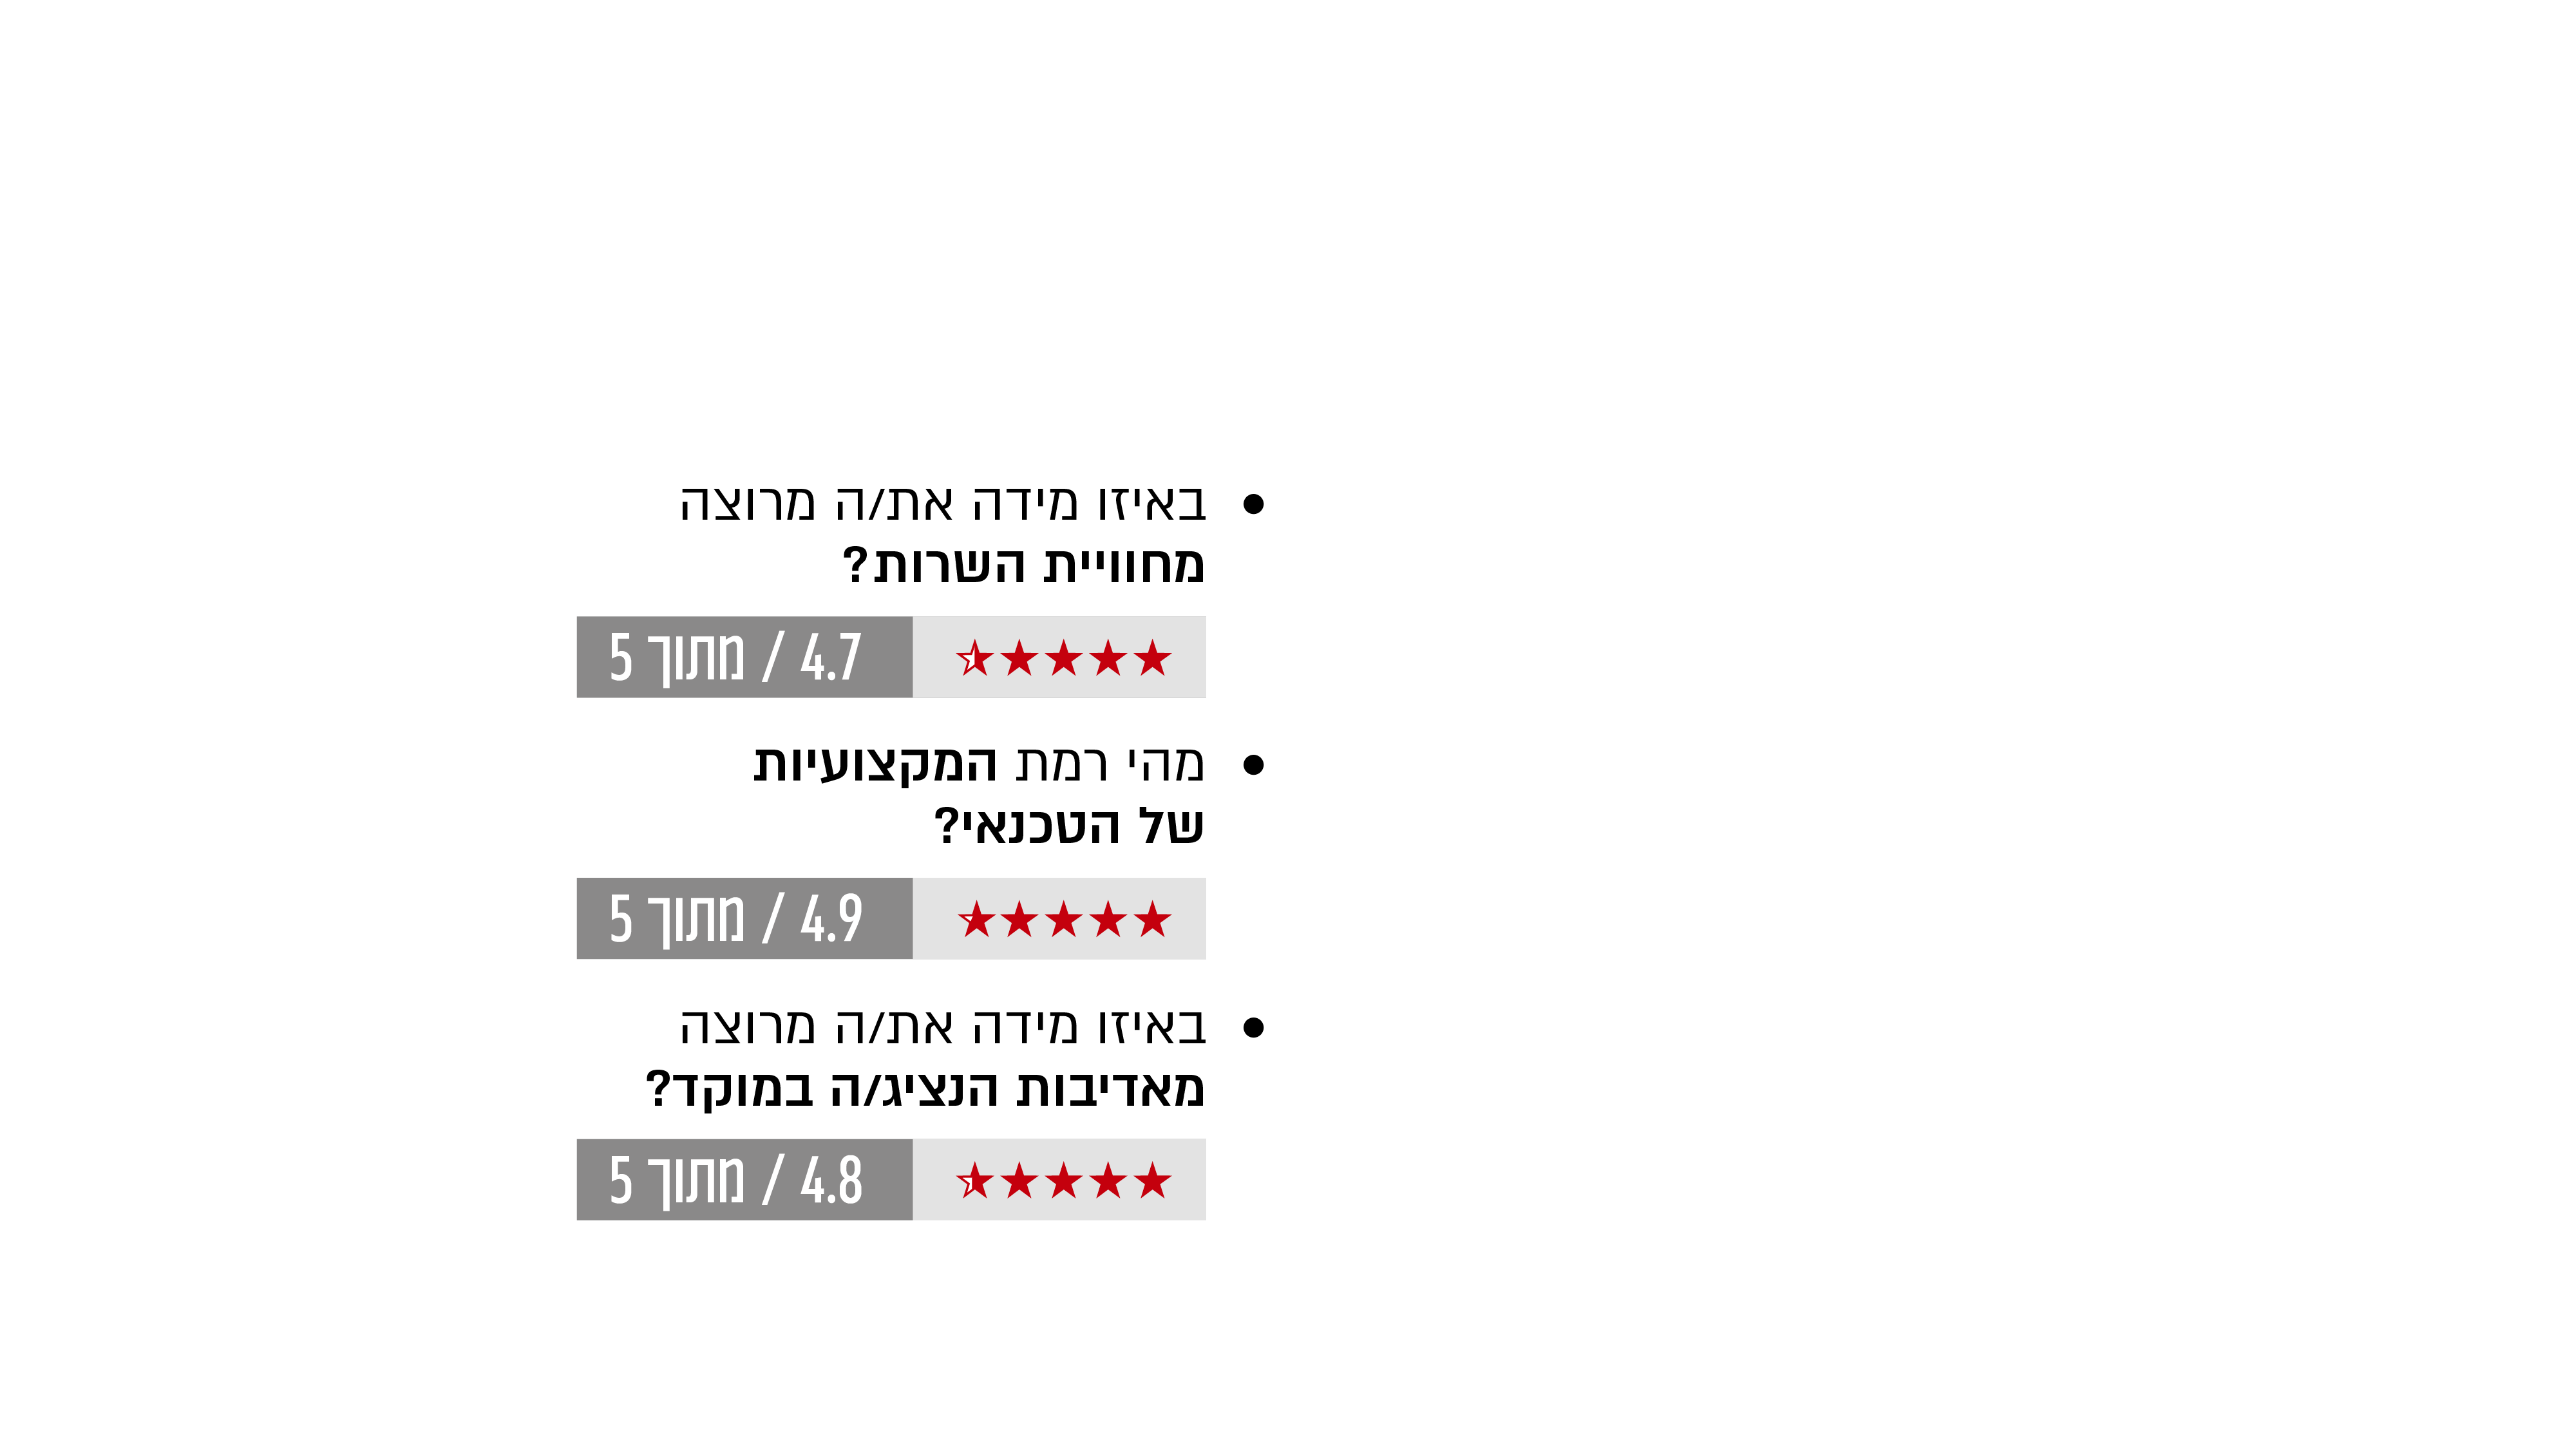 • באיזו מידה את/ה מרוצה
מחוויית השרות?
4.7 / מתוך 5
• מהי רמת המקצועיות
של הטכנאי?
4.9 / מתוך 5
• באיזו מידה את/ה מרוצה
מאדיבות הנציג/ה במוקד?
4.8 / מתוך 5